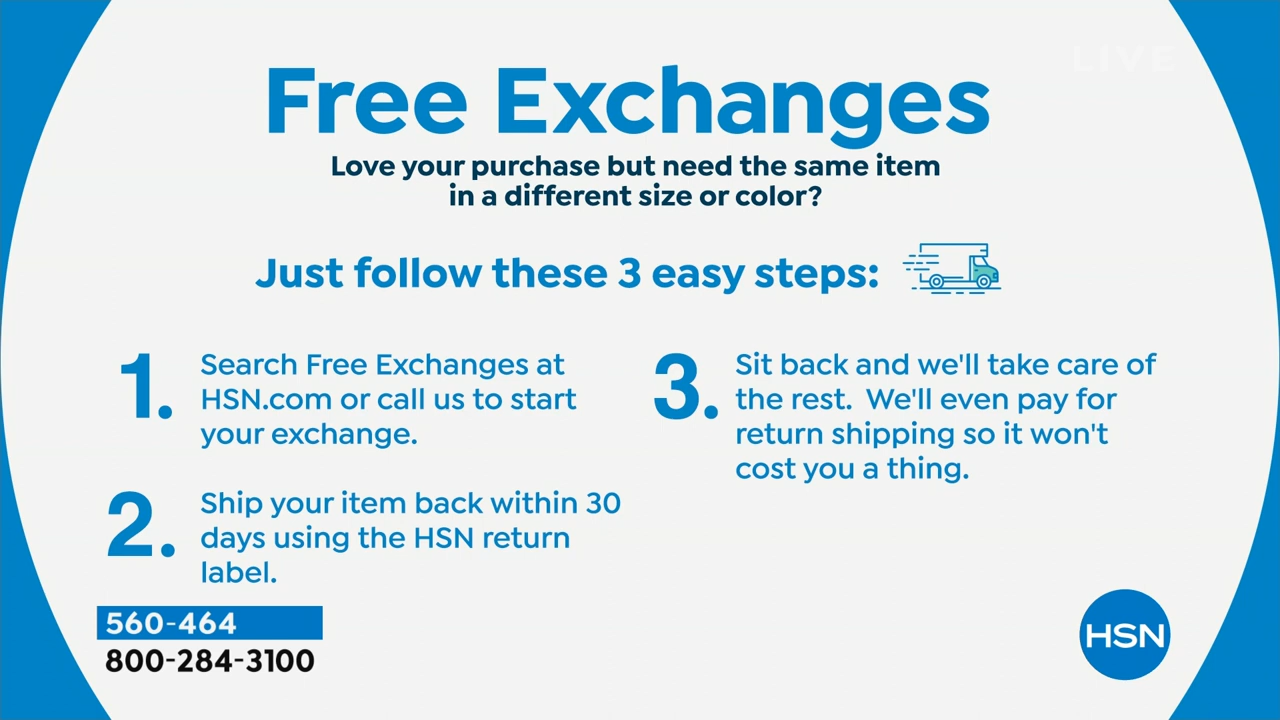 LIVE
Free Exchanges
Love your purchase but need the same item
in a different size or color?
Just follow these 3 easy steps:
1. Search Free Exchanges at
HSN.com or call us to start
your exchange.
2. Ship your item back within 30
days using the HSN return
label.
3. Sit back and we'll take care of
the rest. We'll even pay for
return shipping so it won't
cost you a thing.
560-464
800-284-3100
HSN